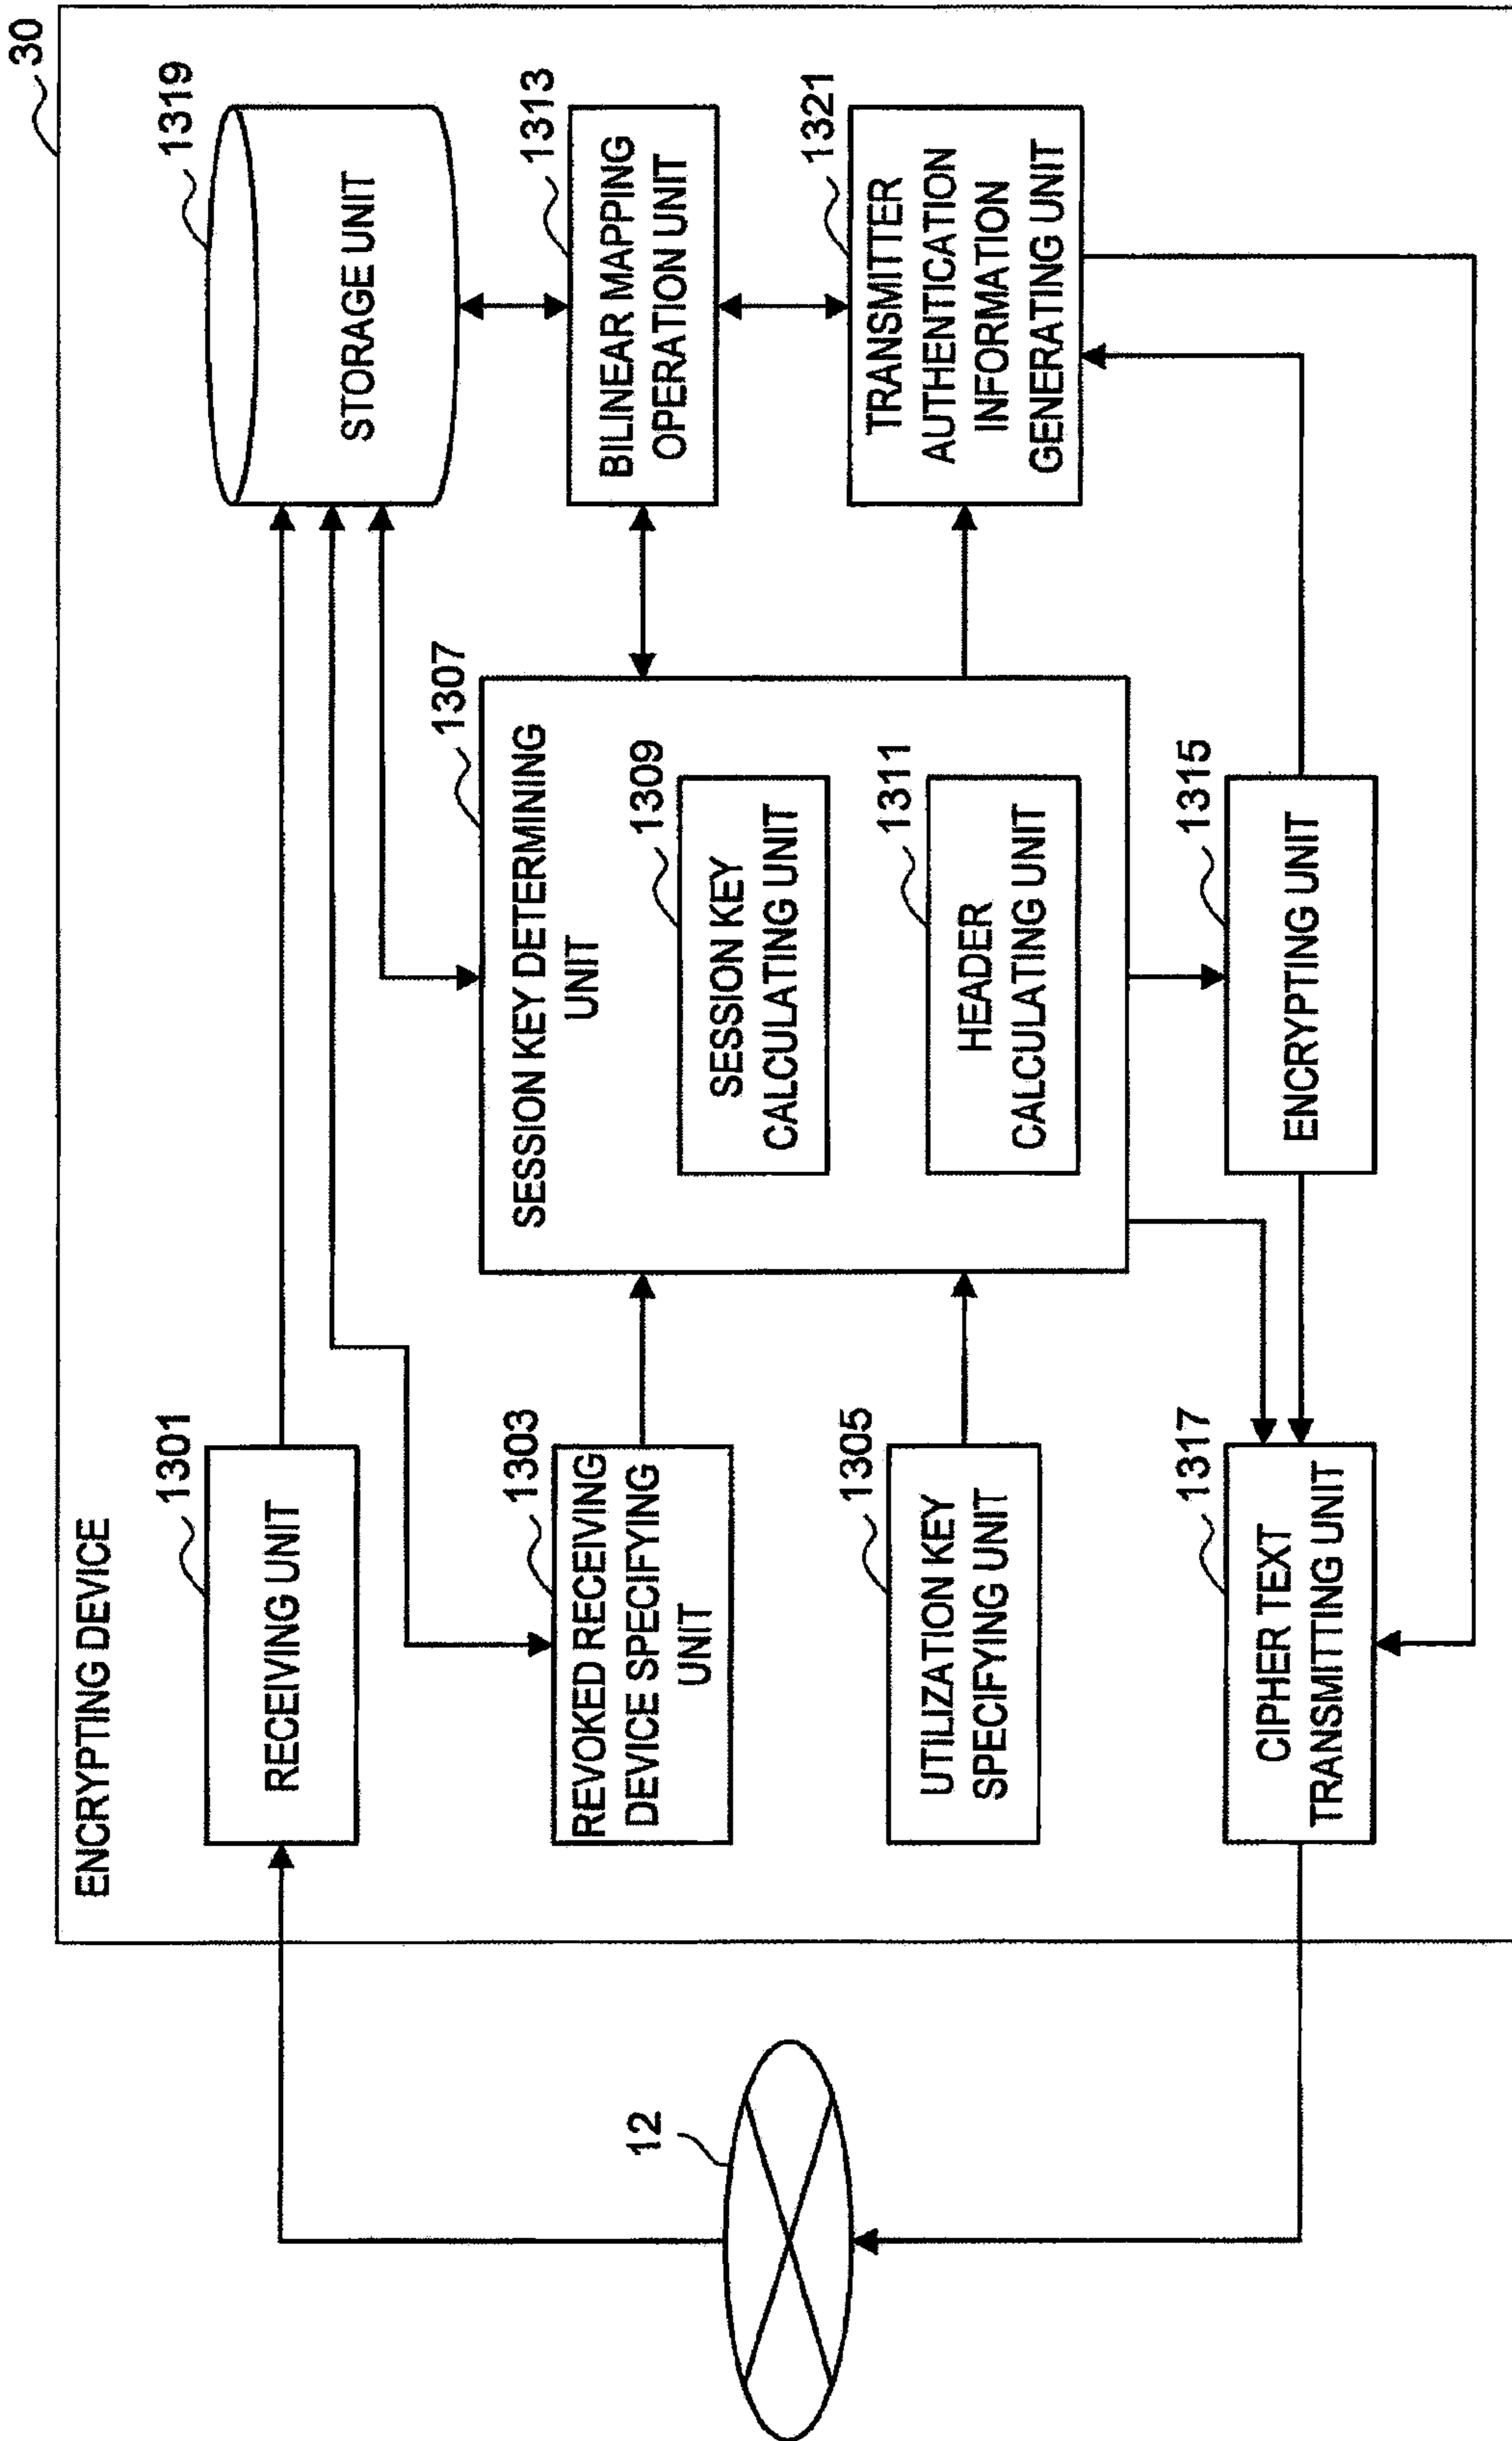 30
ENCRYPTING DEVICE
1301
RECEIVING UNIT
1319
STORAGE UNIT
1303
REVOKED RECEIVING
DEVICE SPECIFYING
UNIT
1307
SESSION KEY DETERMINING
UNIT
1309
SESSION KEY
CALCULATING UNIT
1311
HEADER
CALCULATING UNIT
1313
BILINEAR MAPPING
OPERATION UNIT
12
1305
UTILIZATION KEY
SPECIFYING UNIT
1321
TRANSMITTER
AUTHENTICATION
INFORMATION
GENERATING UNIT
1317
CIPHER TEXT
TRANSMITTING UNIT
1315
ENCRYPTING UNIT